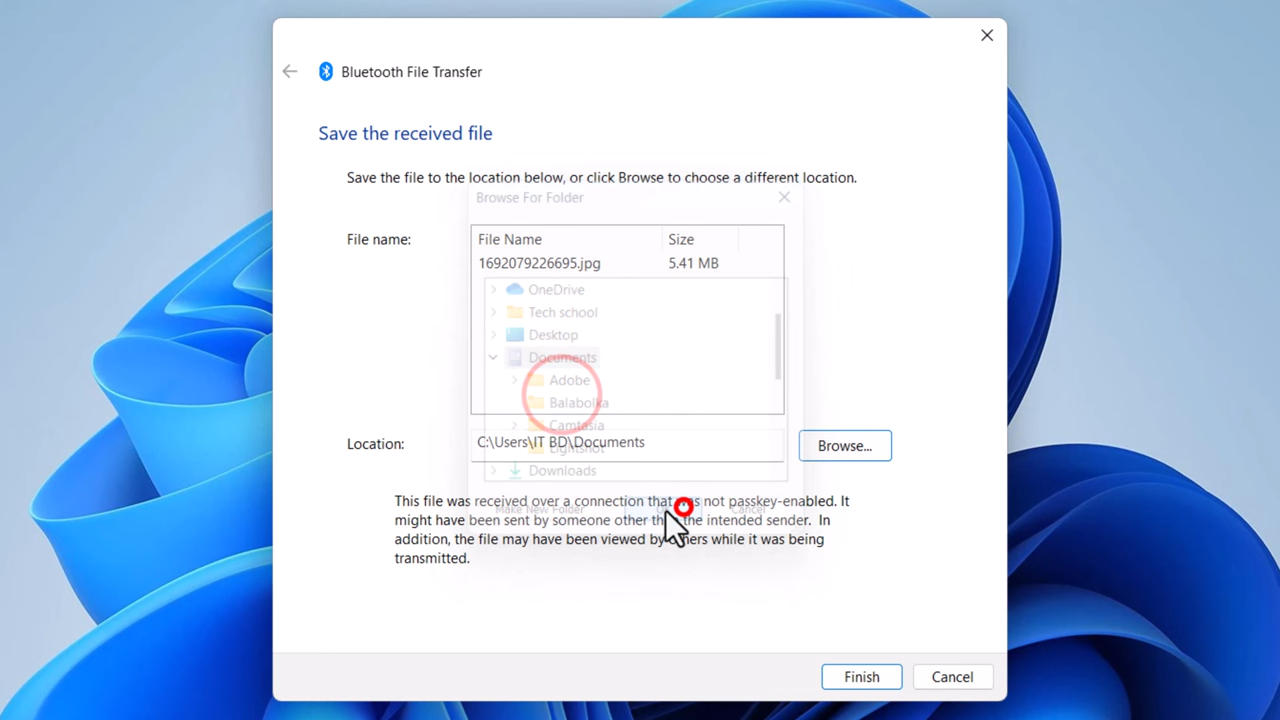 Bluetooth File Transfer
Save the received file
Save the file to the location below, or click Browse to choose a different location.
Browse For Folder
File name:
File Name Size
1692079226695.jpg 5.41 MB
OneDrive
Tech school
Desktop
Documents
Adobe
Balabolka
Camtasia
Location:
C:\Users\IT BD\Documents
Browse...
Lightshot
Downloads
This file was received over a connection that was not passkey-enabled. It
Make New Folder
Cancel
might have been sent by someone other the intended sender. In
addition, the file may have been viewed by others while it was being
transmitted.
Finish Cancel